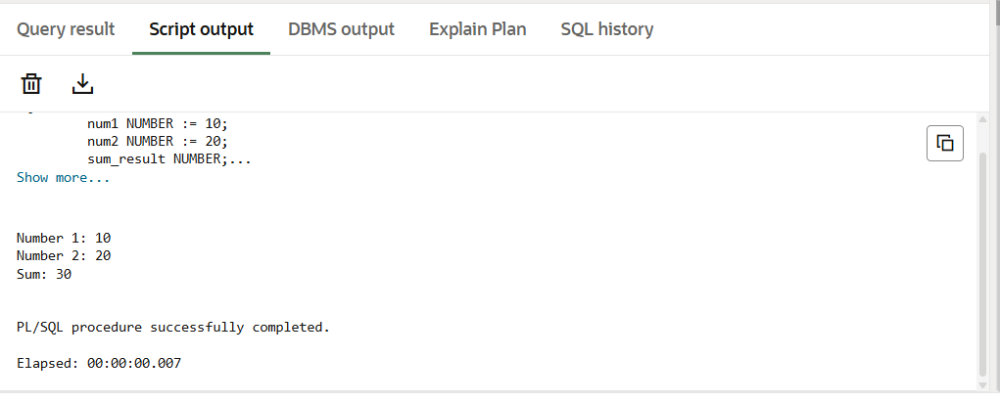 Query result Script output DBMS output Explain Plan SQL history
num1 NUMBER := 10;
num2 NUMBER := 20;
sum_result NUMBER;...
Show more...
Number 1: 10
Number 2: 20
Sum: 30
PL/SQL procedure successfully completed.
Elapsed: 00:00:00.007